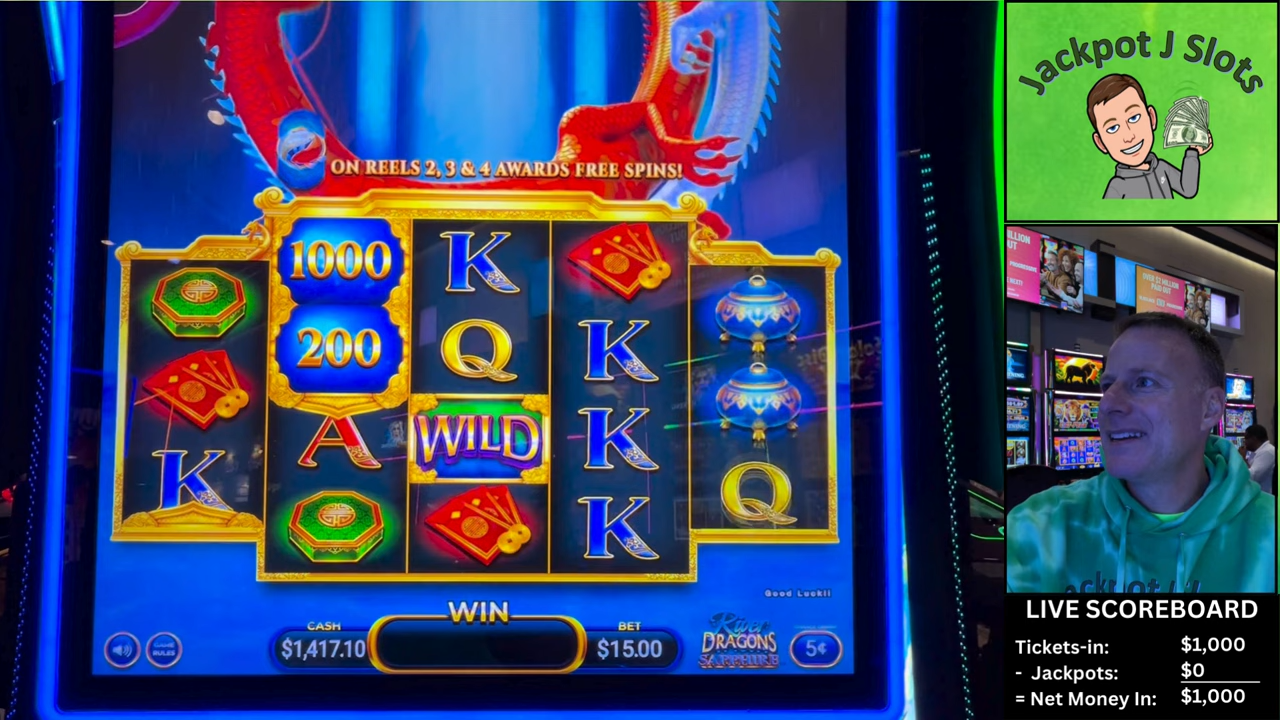 ON REELS 2, 3 & 4 AWARDS FREE SPINS!
1000
K
200
Q
K
A
WILD
K
K
K
Q
Good Luck!!
WIN
CASH
$1,417.10
BET
$15.00
GAME RULES
River
DRAGONS
SAPPHIRE
5¢
Jackpot J Slots
LIVE SCOREBOARD
Tickets-in: $1,000
- Jackpots: $0
= Net Money In: $1,000